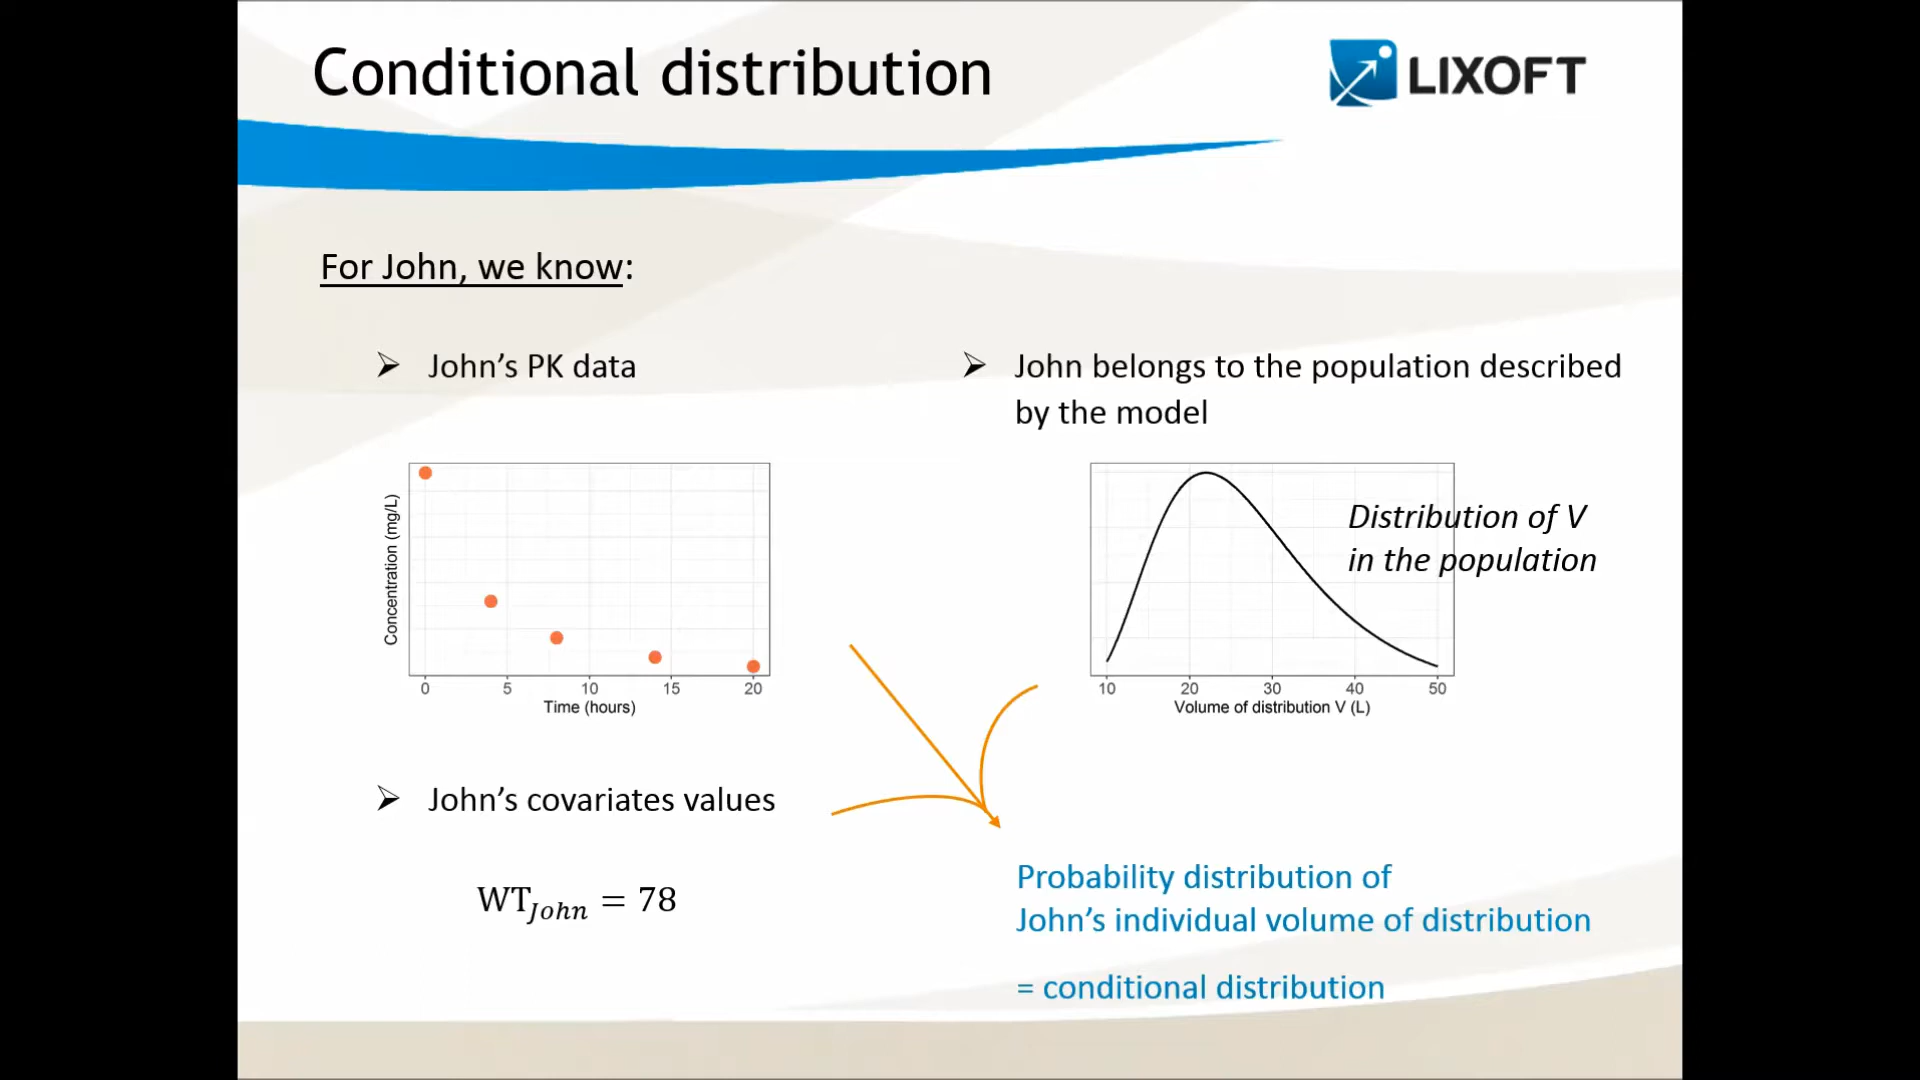 Conditional distribution
LIXOFT
For John, we know:
➢ John’s PK data
➢ John belongs to the population described
by the model
Concentration (mg/L)
0 5 10 15 20
Time (hours)
Distribution of V
in the population
10 20 30 40 50
Volume of distribution V (L)
➢ John’s covariates values
WT_John = 78
Probability distribution of
John’s individual volume of distribution
= conditional distribution